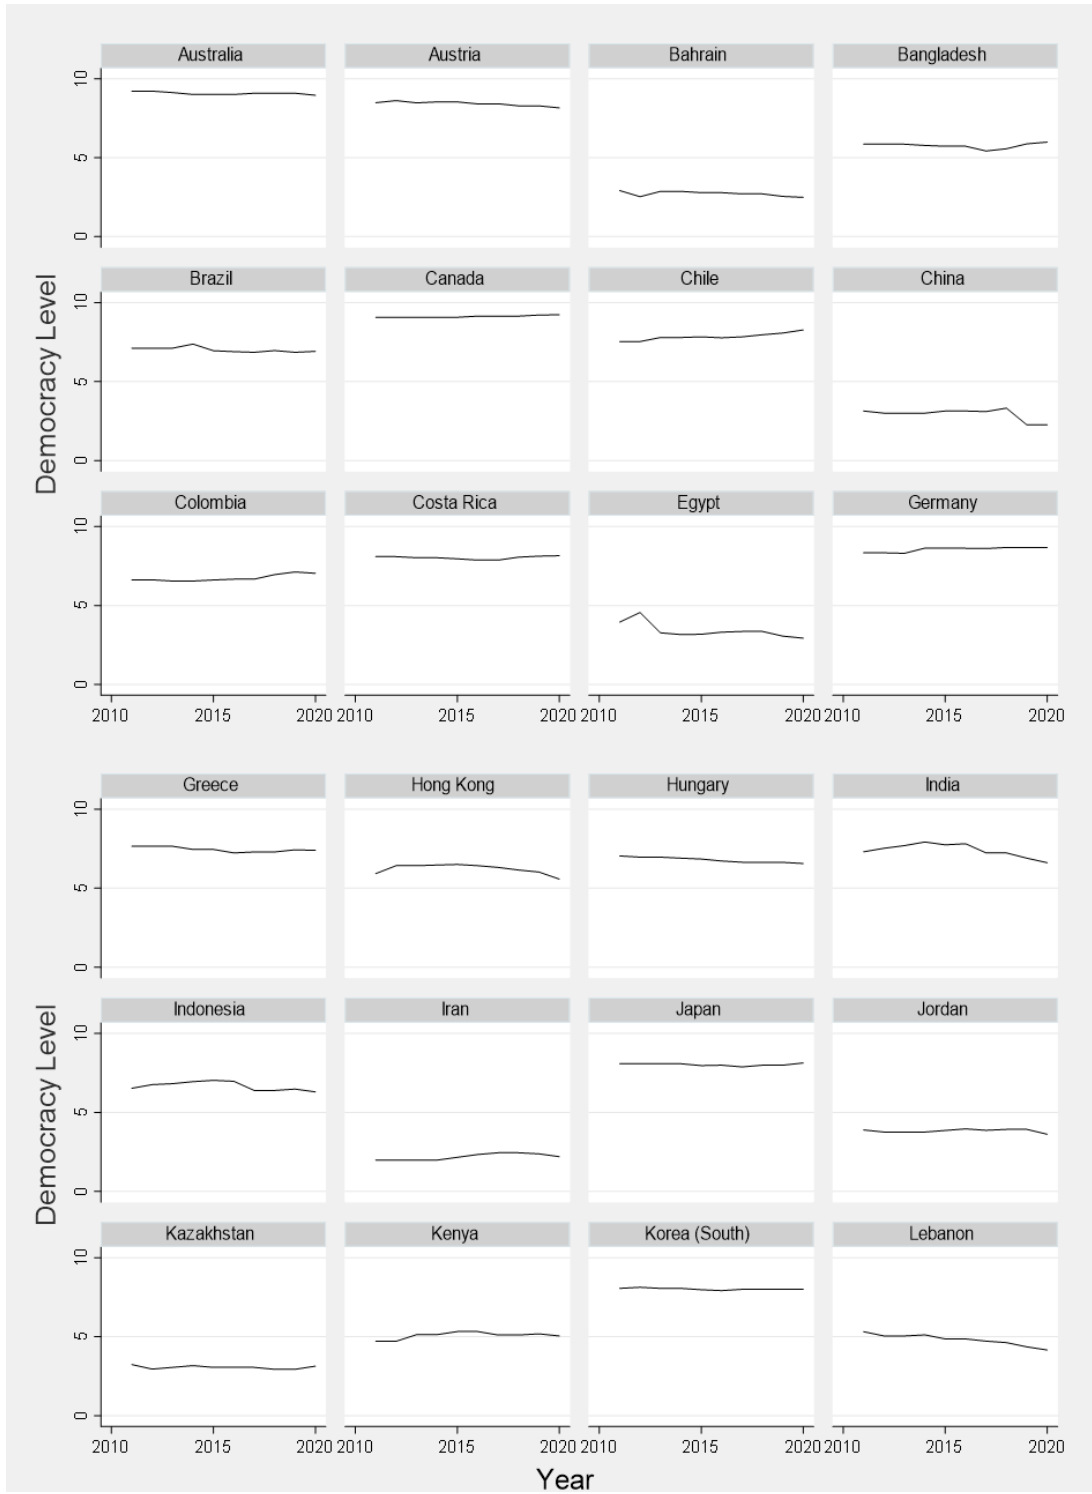 Australia Austria Bahrain Bangladesh
10
5
0
Brazil Canada Chile China
10
5
0
Colombia Costa Rica Egypt Germany
10
5
0
2010 2015 2020 2010 2015 2020 2010 2015 2020 2010 2015 2020
Democracy Level
Greece Hong Kong Hungary India
10
5
0
Indonesia Iran Japan Jordan
10
5
0
Kazakhstan Kenya Korea (South) Lebanon
10
5
0
2010 2015 2020 2010 2015 2020 2010 2015 2020 2010 2015 2020
Democracy Level
Year